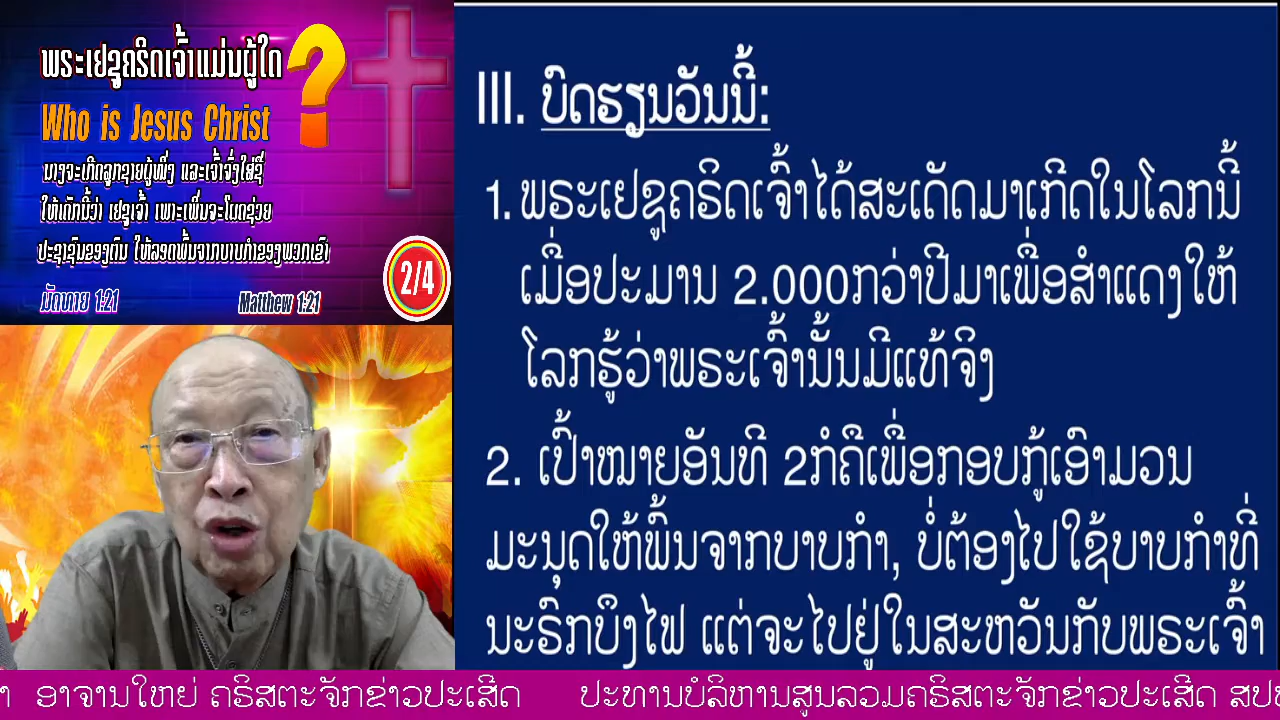 ພຣະເຢຊູຄຣິດເຈົ້າແມ່ນຜູ້ໃດ?
Who is Jesus Christ
ນາງຈະເກີດລູກຊາຍຜູ້ໜຶ່ງ ແລະເຈົ້າຈົ່ງໃສ່ຊື່
ໃຫ້ເດັກນີ້ວ່າ ເຢຊູເຈົ້າ ເພາະເພິ່ນຈະໂຜດຊ່ວຍ
ປະຊາຊົນຂອງຕົນ ໃຫ້ລອດພົ້ນຈາກບາບກຳຂອງພວກເຂົາ
ມັດທາຍ 1:21 Matthew 1:21
2/4
III. ບົດຮຽນວັນນີ້:
1. ພຣະເຢຊູຄຣິດເຈົ້າໄດ້ສະເດັດມາເກີດໃນໂລກນີ້
ເມື່ອປະມານ 2.000ກວ່າປີມາເພື່ອສຳແດງໃຫ້
ໂລກຮູ້ວ່າພຣະເຈົ້ານັ້ນມີແທ້ຈິງ
2. ເປົ້າໝາຍອັນທີ 2ກໍຄືເພື່ອກອບກູ້ເອົາມວນ
ມະນຸດໃຫ້ພົ້ນຈາກບາບກຳ, ບໍ່ຕ້ອງໄປໃຊ້ບາບກຳທີ່
ນະຣົກບຶງໄຟ ແຕ່ຈະໄປຢູ່ໃນສະຫວັນກັບພຣະເຈົ້າ
ອາຈານໃຫຍ່ ຄຣິສຕະຈັກຂ່າວປະເສີດ ປະທານບໍລິຫານສູນລວມຄຣິສຕະຈັກຂ່າວປະເສີດ ສປ